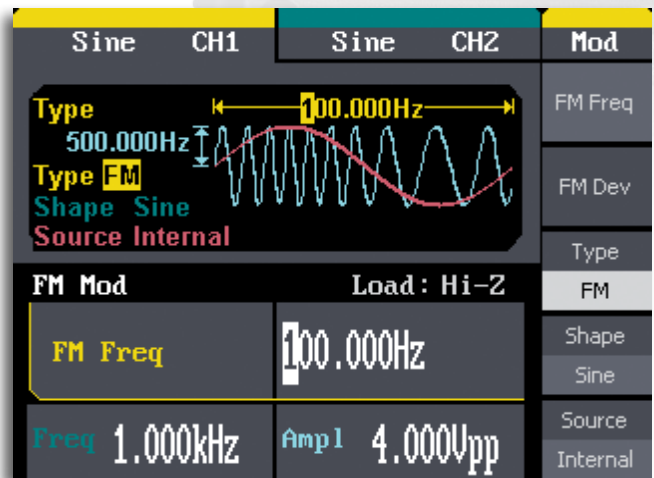 Sine CH1 Sine CH2 Mod
Type 100.000Hz
500.000Hz
Type FM
Shape Sine
Source Internal
FM Mod Load: Hi-Z
FM Freq 100.000Hz
Freq 1.000kHz Ampl 4.000Vpp
FM Freq
FM Dev
Type
FM
Shape
Sine
Source
Internal